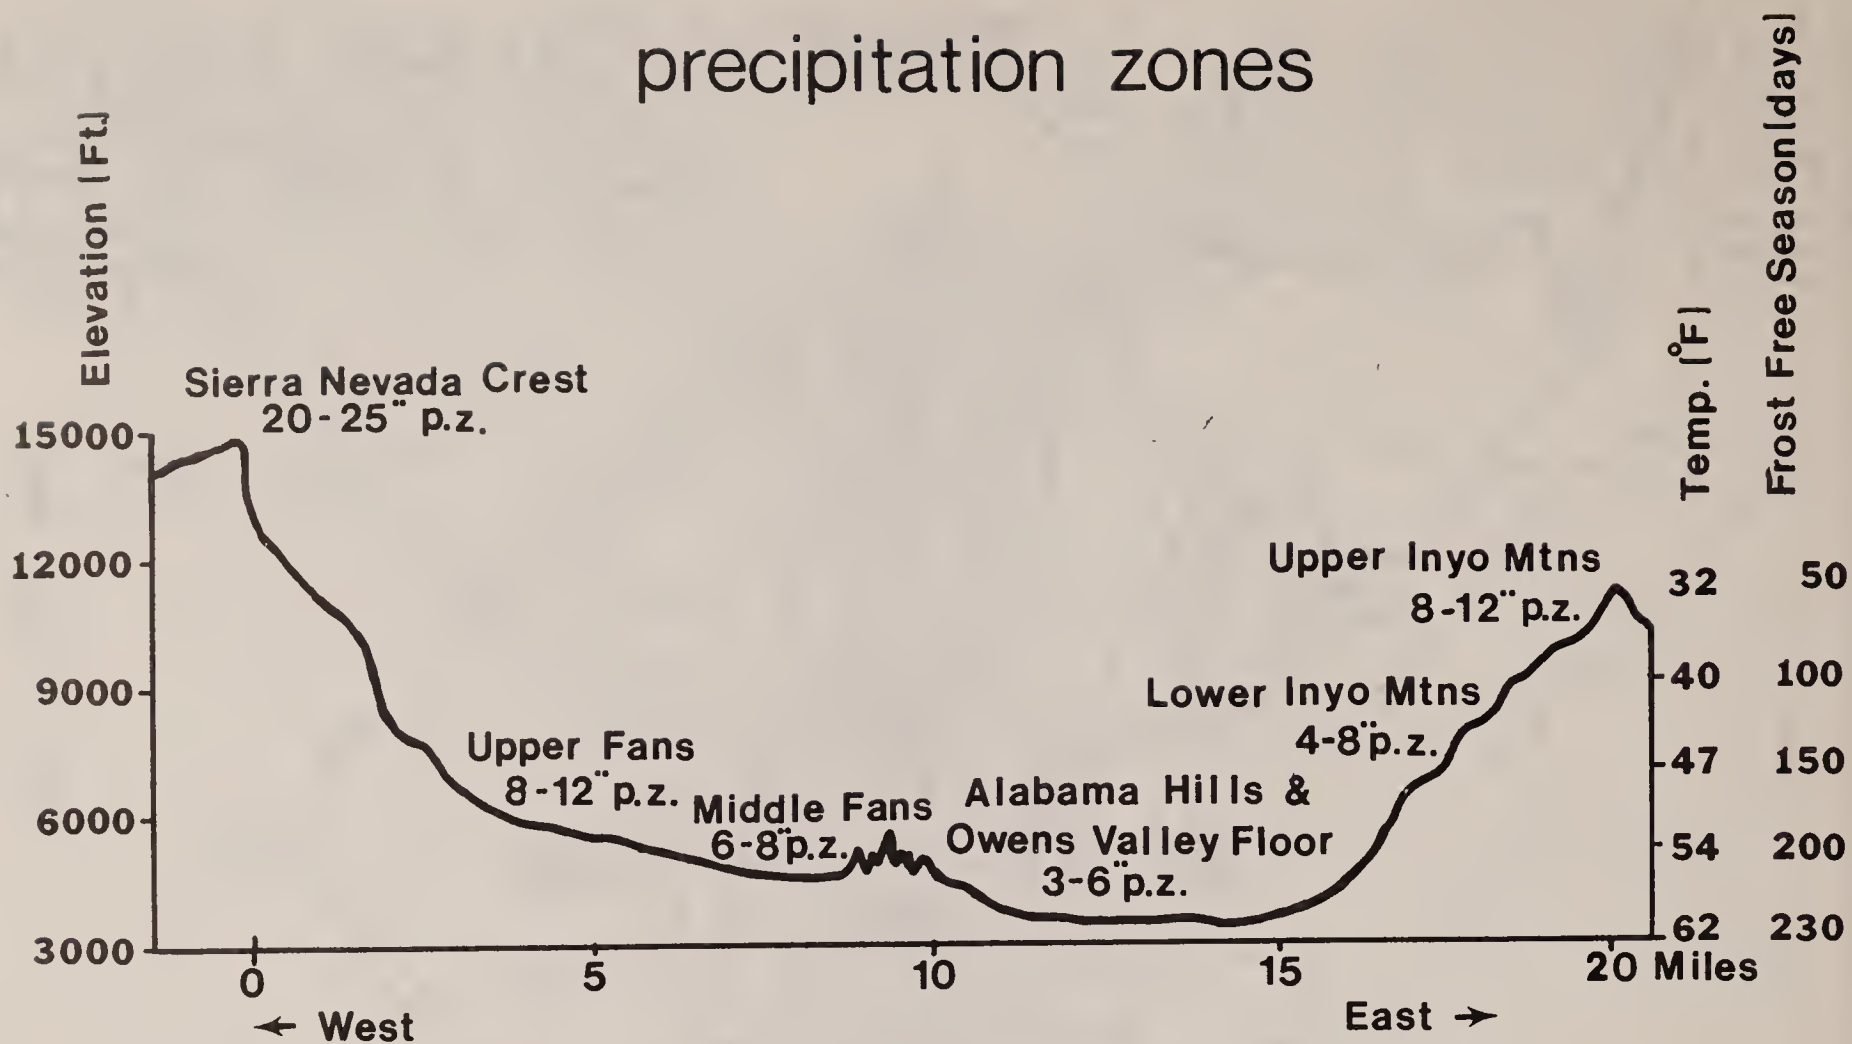 precipitation zones
Elevation (Ft.)
Sierra Nevada Crest
20-25" p.z.
15000
12000
9000
6000
3000
Upper Fans
8-12" p.z.
Middle Fans
6-8" p.z.
Alabama Hills &
Owens Valley Floor
3-6" p.z.
Lower Inyo Mtns
4-8" p.z.
Upper Inyo Mtns
8-12" p.z.
Temp. (°F)
32
40
47
54
62
Frost Free Season (days)
50
100
150
200
230
0 5 10 15 20 Miles
← West East →